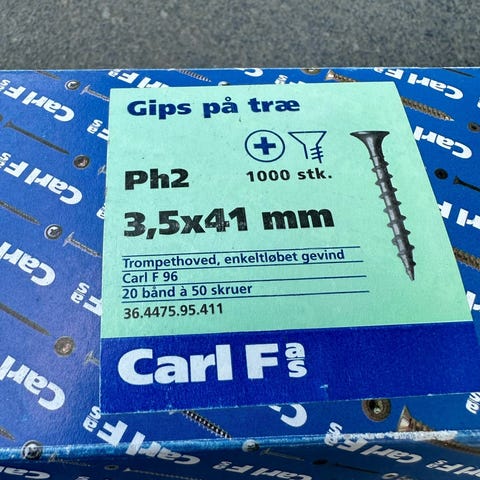 Gips på træ
1000 stk.
Ph2
3,5x41 mm
Trompethoved, enkeltløbet gevind
Carl F 96
20 bånd à 50 skruer
36.4475.95.411
Carl F as